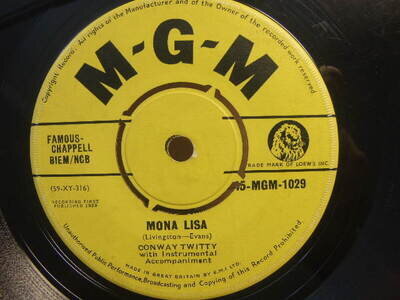 Copyright Record. All rights of the Manufacturer and of the Owner of the recorded work reserved.
M-G-M
FAMOUS-
CHAPPELL
BIEM/NCB
TRADE MARK OF LOEW'S INC.
(59-XY-316)
45-MGM-1029
RECORDING FIRST
PUBLISHED 1959
MONA LISA
(Livingston—Evans)
CONWAY TWITTY
with Instrumental
Accompaniment
MADE IN GREAT BRITAIN BY E.M.I. LTD.
Unauthorised Public Performance, Broadcasting and Copying of this Record Prohibited.